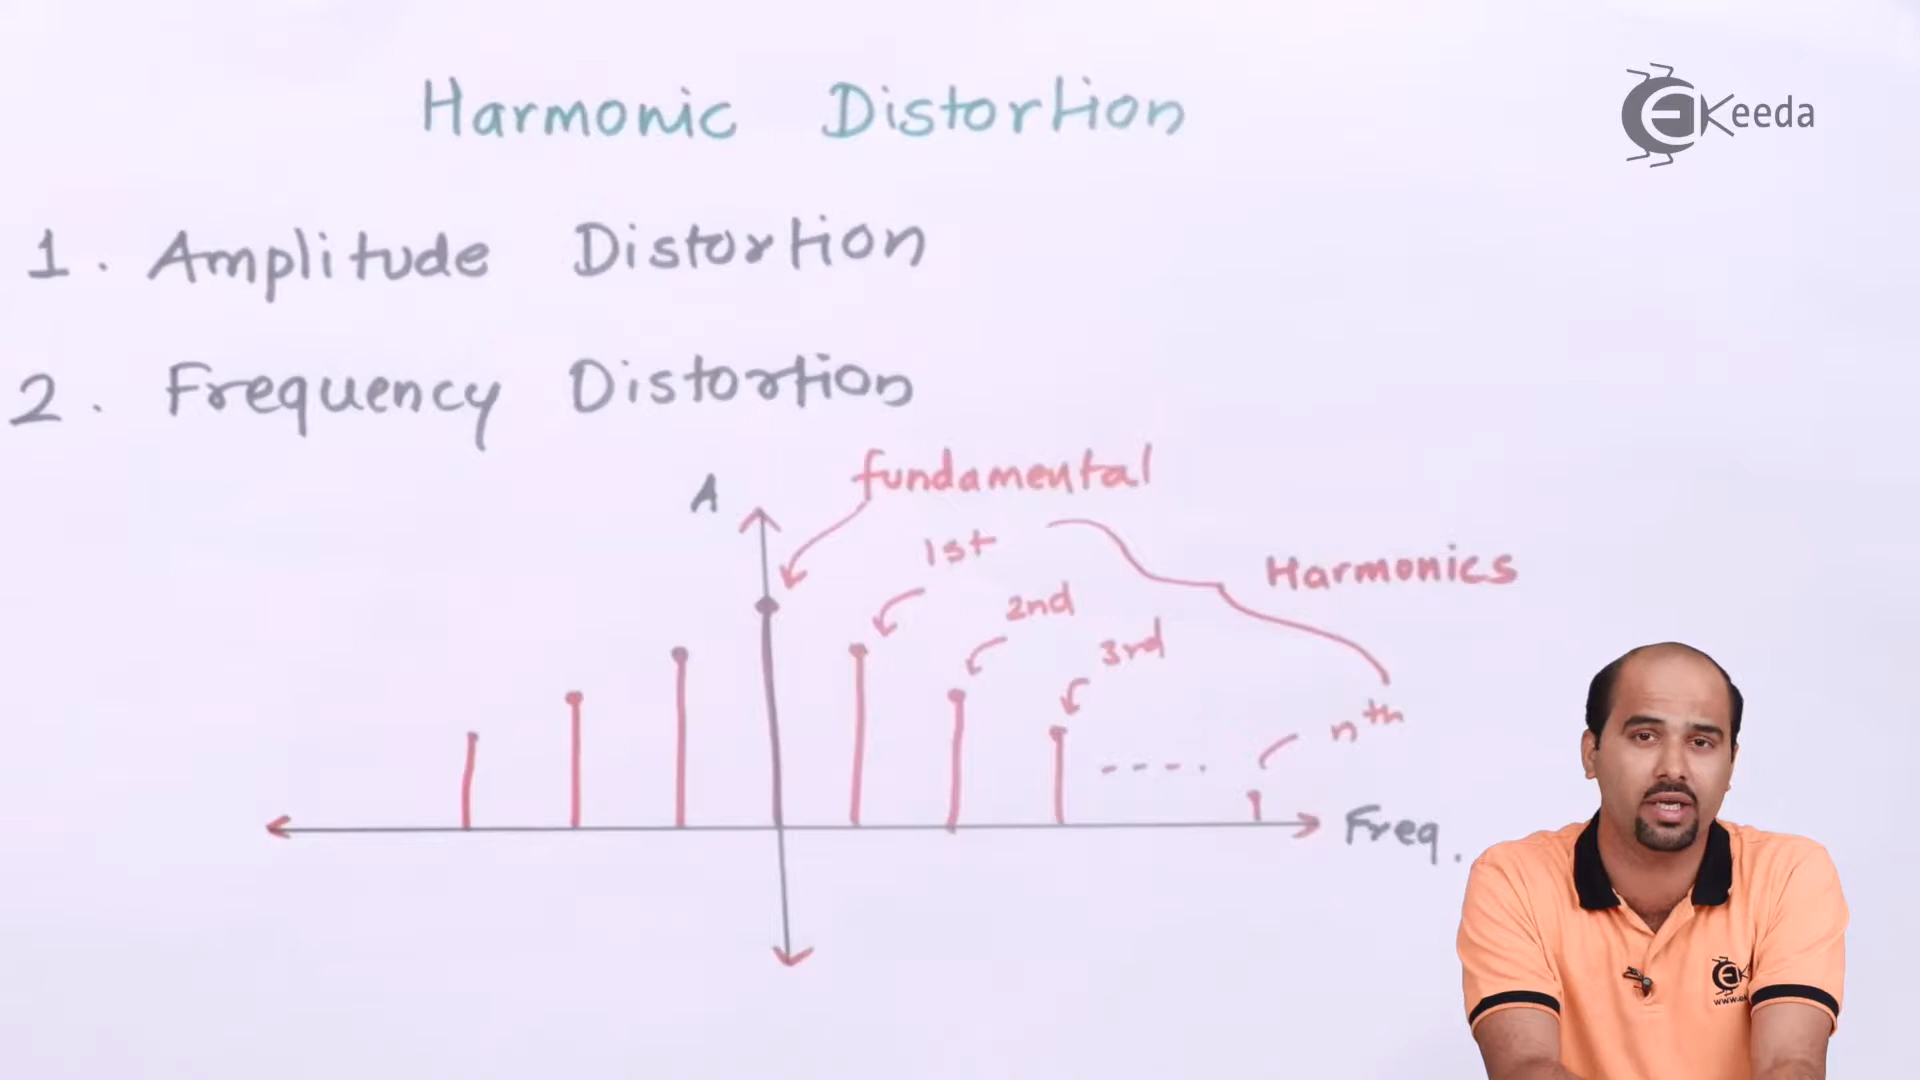 Harmonic Distortion
EKeeda
1. Amplitude Distortion
2. Frequency Distortion
A
fundamental
1st
2nd
3rd
nth
Harmonics
Freq.